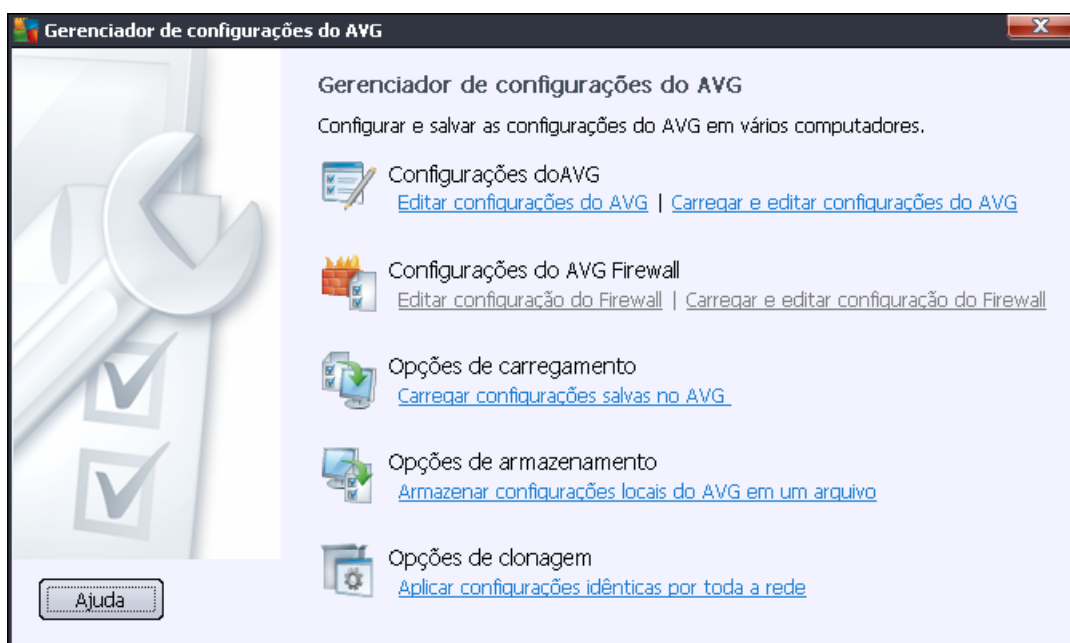 Gerenciador de configurações do AVG
Gerenciador de configurações do AVG
Configurar e salvar as configurações do AVG em vários computadores.
Configurações doAVG
Editar configurações do AVG | Carregar e editar configurações do AVG
Configurações do AVG Firewall
Editar configuração do Firewall | Carregar e editar configuração do Firewall
Opções de carregamento
Carregar configurações salvas no AVG
Opções de armazenamento
Armazenar configurações locais do AVG em um arquivo
Opções de clonagem
Aplicar configurações idênticas por toda a rede
Ajuda